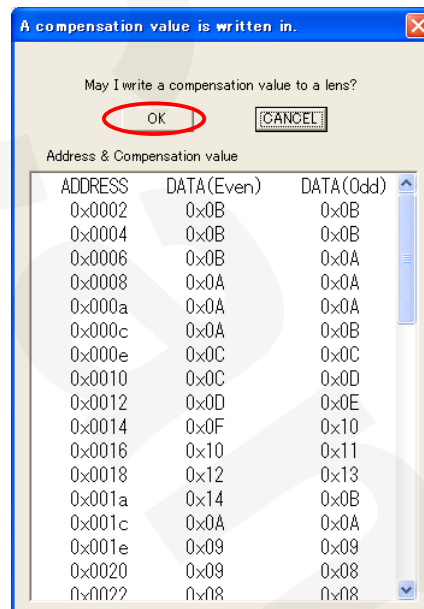 A compensation value is written in.
May I write a compensation value to a lens?
OK CANCEL
Address & Compensation value
ADDRESS DATA(Even) DATA(Odd)
0x0002 0x0B 0x0B
0x0004 0x0B 0x0B
0x0006 0x0B 0x0A
0x0008 0x0A 0x0A
0x000a 0x0A 0x0A
0x000c 0x0A 0x0B
0x000e 0x0C 0x0C
0x0010 0x0C 0x0D
0x0012 0x0D 0x0E
0x0014 0x0F 0x10
0x0016 0x10 0x11
0x0018 0x12 0x13
0x001a 0x14 0x0B
0x001c 0x0A 0x0A
0x001e 0x09 0x09
0x0020 0x09 0x08
0x0022 0x08 0x08